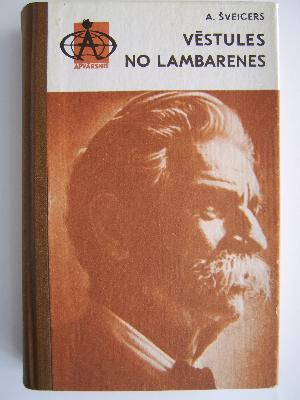 A. ŠVEICERS
VĒSTULES
NO LAMBARENES
APVĀRSNIS